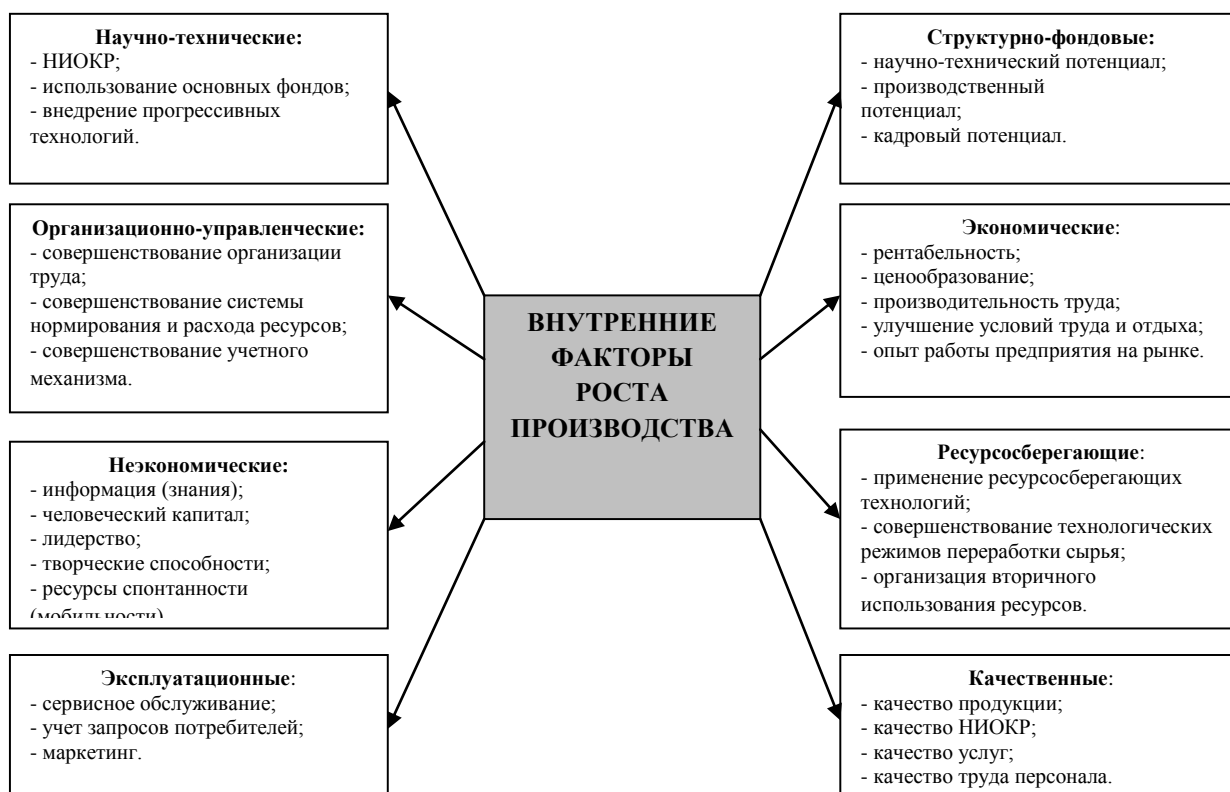 Научно-технические:
- НИОКР;
- использование основных фондов;
- внедрение прогрессивных
технологий.
Организационно-управленческие:
- совершенствование организации
труда;
- совершенствование системы
нормирования и расхода ресурсов;
- совершенствование учетного
механизма.
Неэкономические:
- информация (знания);
- человеческий капитал;
- лидерство;
- творческие способности;
- ресурсы спонтанности
(мобильности)
Эксплуатационные:
- сервисное обслуживание;
- учет запросов потребителей;
- маркетинг.
ВНУТРЕННИЕ
ФАКТОРЫ
РОСТА
ПРОИЗВОДСТВА
Структурно-фондовые:
- научно-технический потенциал;
- производственный
потенциал;
- кадровый потенциал.
Экономические:
- рентабельность;
- ценообразование;
- производительность труда;
- улучшение условий труда и отдыха;
- опыт работы предприятия на рынке.
Ресурсосберегающие:
- применение ресурсосберегающих
технологий;
- совершенствование технологических
режимов переработки сырья;
- организация вторичного
использования ресурсов.
Качественные:
- качество продукции;
- качество НИОКР;
- качество услуг;
- качество труда персонала.